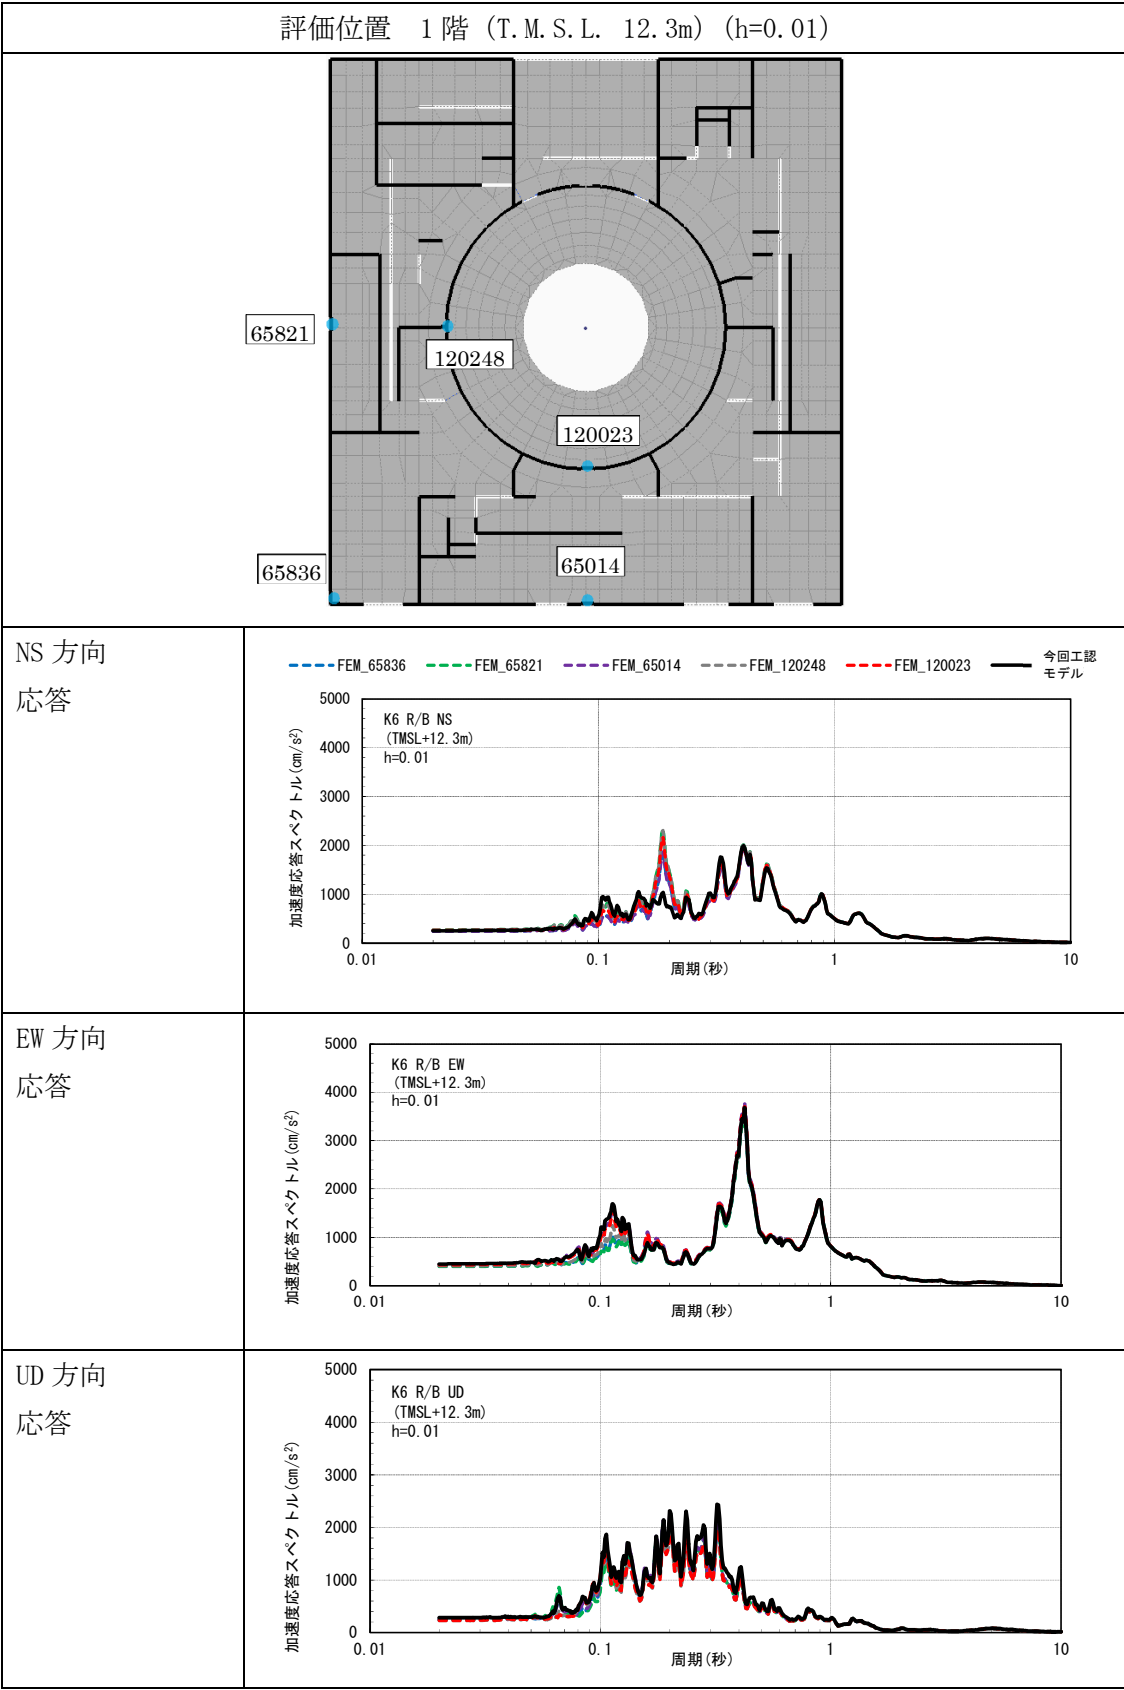 評価位置　1階 (T.M.S.L. 12.3m) (h=0.01)
65821
120248
120023
65836
65014
NS 方向
応答
FEM_65836 FEM_65821 FEM_65014 FEM_120248 FEM_120023 今回工認
モデル
K6 R/B NS
(TMSL+12.3m)
h=0.01
加速度応答スペクトル(cm/s²)
5000
4000
3000
2000
1000
0
0.01 0.1 1 10
周期(秒)
EW 方向
応答
K6 R/B EW
(TMSL+12.3m)
h=0.01
加速度応答スペクトル(cm/s²)
5000
4000
3000
2000
1000
0
0.01 0.1 1 10
周期(秒)
UD 方向
応答
K6 R/B UD
(TMSL+12.3m)
h=0.01
加速度応答スペクトル(cm/s²)
5000
4000
3000
2000
1000
0
0.01 0.1 1 10
周期(秒)